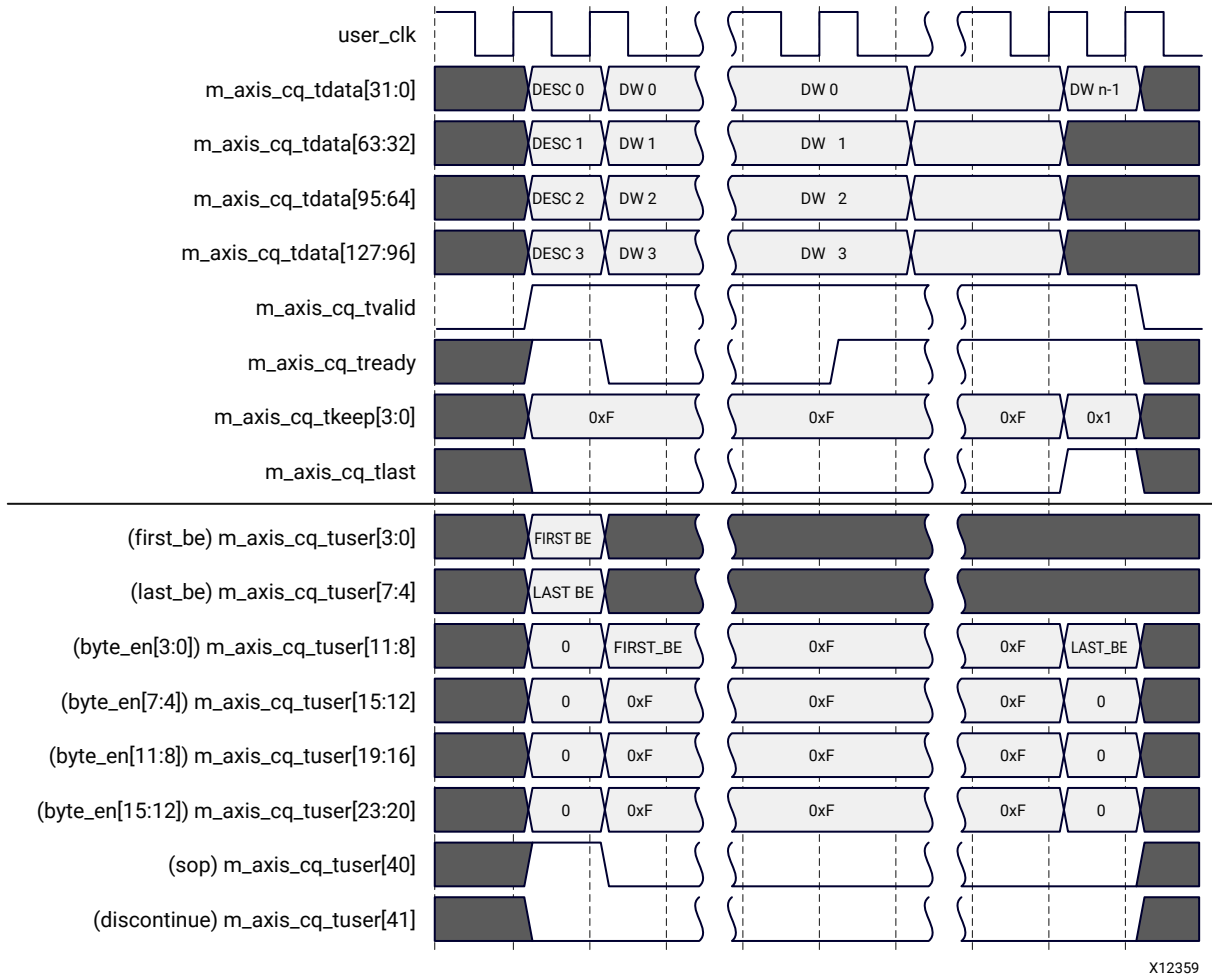 user_clk
m_axis_cq_tdata[31:0] DESC 0 DW 0 DW 0 DW n-1
m_axis_cq_tdata[63:32] DESC 1 DW 1 DW 1
m_axis_cq_tdata[95:64] DESC 2 DW 2 DW 2
m_axis_cq_tdata[127:96] DESC 3 DW 3 DW 3
m_axis_cq_tvalid
m_axis_cq_tready
m_axis_cq_tkeep[3:0] 0xF 0xF 0xF 0x1
m_axis_cq_tlast
(first_be) m_axis_cq_tuser[3:0] FIRST BE
(last_be) m_axis_cq_tuser[7:4] LAST BE
(byte_en[3:0]) m_axis_cq_tuser[11:8] 0 FIRST_BE 0xF 0xF LAST_BE
(byte_en[7:4]) m_axis_cq_tuser[15:12] 0 0xF 0xF 0xF 0
(byte_en[11:8]) m_axis_cq_tuser[19:16] 0 0xF 0xF 0xF 0
(byte_en[15:12]) m_axis_cq_tuser[23:20] 0 0xF 0xF 0xF 0
(sop) m_axis_cq_tuser[40]
(discontinue) m_axis_cq_tuser[41]
X12359